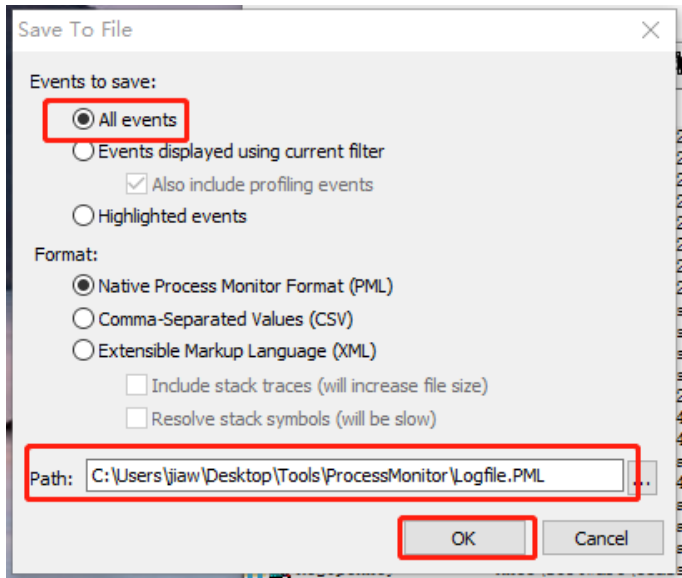 Save To File
Events to save:
All events
Events displayed using current filter
Also include profiling events
Highlighted events
Format:
Native Process Monitor Format (PML)
Comma-Separated Values (CSV)
Extensible Markup Language (XML)
Include stack traces (will increase file size)
Resolve stack symbols (will be slow)
Path: C:\Users\jiaw\Desktop\Tools\ProcessMonitor\Logfile.PML ...
OK Cancel